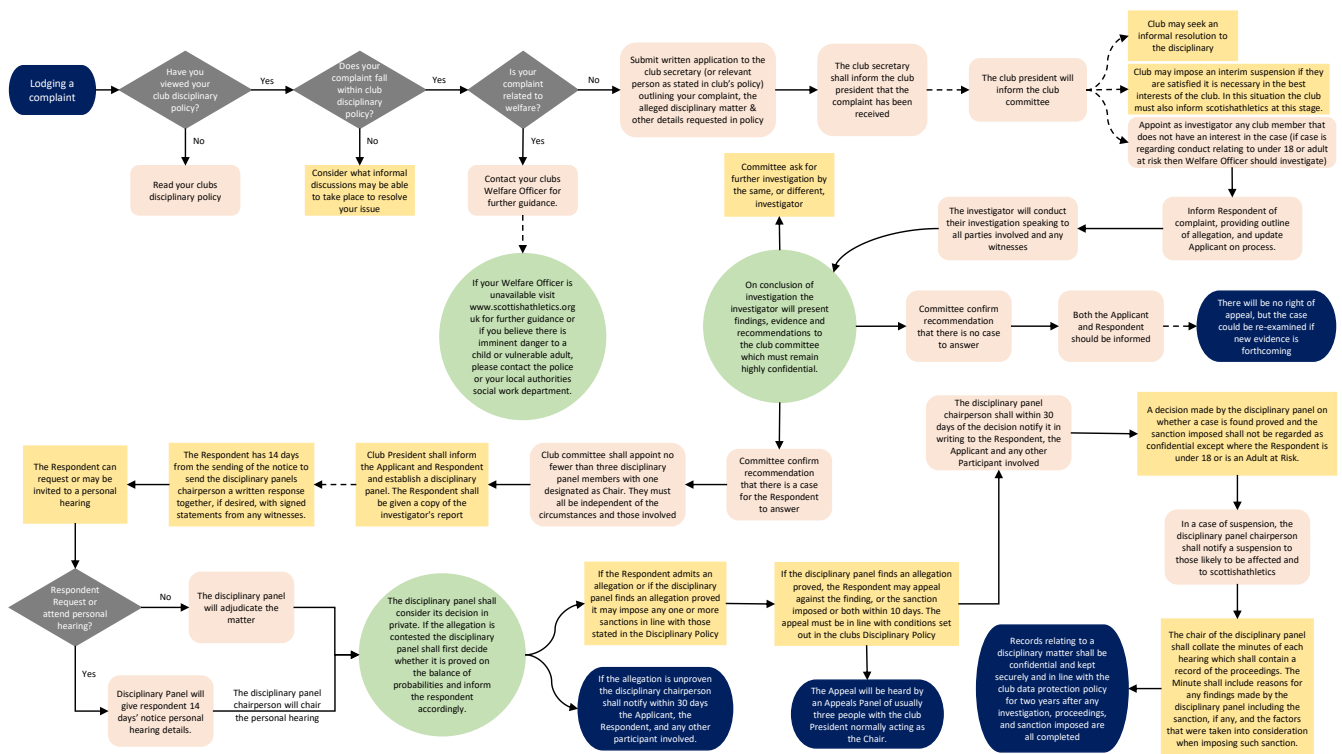 Lodging a
complaint
Have you
viewed your
club disciplinary
policy?
Yes
No
Read your clubs
disciplinary policy
Does your
complaint fall
within club
disciplinary
policy?
Yes
No
Consider what informal
discussions may be able
to take place to resolve
your issue
Is your
complaint
related to
welfare?
No
Yes
Contact your clubs
Welfare Officer for
further guidance.
If your Welfare Officer is
unavailable visit
www.scottishathletics.org
uk for further guidance or
if you believe there is
imminent danger to a
child or vulnerable adult,
please contact the police
or your local authorities
social work department.
Submit written application to the
club secretary (or relevant
person as stated in club's policy)
outlining your complaint, the
alleged disciplinary matter &
other details requested in policy
The club secretary
shall inform the club
president that the
complaint has been
received
The club president will
inform the club
committee
Club may seek an
informal resolution to
the disciplinary
Club may impose an interim suspension if they
are satisfied it is necessary in the best
interests of the club. In this situation the club
must also inform scotishathletics at this stage.
Appoint as investigator any club member that
does not have an interest in the case (if case is
regarding conduct relating to under 18 or adult
at risk then Welfare Officer should investigate)
Inform Respondent of
complaint, providing outline
of allegation, and update
Applicant on process.
The investigator will conduct
their investigation speaking to
all parties involved and any
witnesses
Committee ask for
further investigation by
the same, or different,
investigator
On conclusion of
investigation the
investigator will present
findings, evidence and
recommendations to
the club committee
which must remain
highly confidential.
Committee confirm
recommendation
that there is no case
to answer
Both the Applicant
and Respondent
should be informed
There will be no right of
appeal, but the case
could be re-examined if
new evidence is
forthcoming
Committee confirm
recommendation
that there is a case
for the Respondent
to answer
Club committee shall appoint no
fewer than three disciplinary
panel members with one
designated as Chair. They must
all be independent of the
circumstances and those involved
Club President shall inform
the Applicant and Respondent
and establish a disciplinary
panel. The Respondent shall
be given a copy of the
investigator's report
The Respondent has 14 days
from the sending of the notice to
send the disciplinary panels
chairperson a written response
together, if desired, with signed
statements from any witnesses.
The Respondent can
request or may be
invited to a personal
hearing
Respondent
Request or
attend personal
hearing?
No
The disciplinary panel
will adjudicate the
matter
Yes
Disciplinary Panel will
give respondent 14
days' notice personal
hearing details.
The disciplinary panel
chairperson will chair
the personal hearing
The disciplinary panel shall
consider its decision in
private. If the allegation is
contested the disciplinary
panel shall first decide
whether it is proved on
the balance of
probabilities and inform
the respondent
accordingly.
If the Respondent admits an
allegation or if the disciplinary
panel finds an allegation proved
it may impose any one or more
sanctions in line with those
stated in the Disciplinary Policy
If the allegation is unproven
the disciplinary chairperson
shall notify within 30 days
the Applicant, the
Respondent, and any other
participant involved.
If the disciplinary panel finds an allegation
proved, the Respondent may appeal
against the finding, or the sanction
imposed or both within 10 days. The
appeal must be in line with conditions set
out in the clubs Disciplinary Policy
The Appeal will be heard by
an Appeals Panel of usually
three people with the club
President normally acting as
the Chair.
The disciplinary panel
chairperson shall within 30
days of the decision notify it in
writing to the Respondent, the
Applicant and any other
Participant involved
A decision made by the disciplinary panel on
whether a case is found proved and the
sanction imposed shall not be regarded as
confidential except where the Respondent is
under 18 or is an Adult at Risk.
In a case of suspension, the
disciplinary panel chairperson
shall notify a suspension to
those likely to be affected and
to scottishathletics
The chair of the disciplinary panel
shall collate the minutes of each
hearing which shall contain a
record of the proceedings. The
Minute shall include reasons for
any findings made by the
disciplinary panel including the
sanction, if any, and the factors
that were taken into consideration
when imposing such sanction.
Records relating to a
disciplinary matter shall be
confidential and kept
securely and in line with the
club data protection policy
for two years after any
investigation, proceedings,
and sanction imposed are
all completed